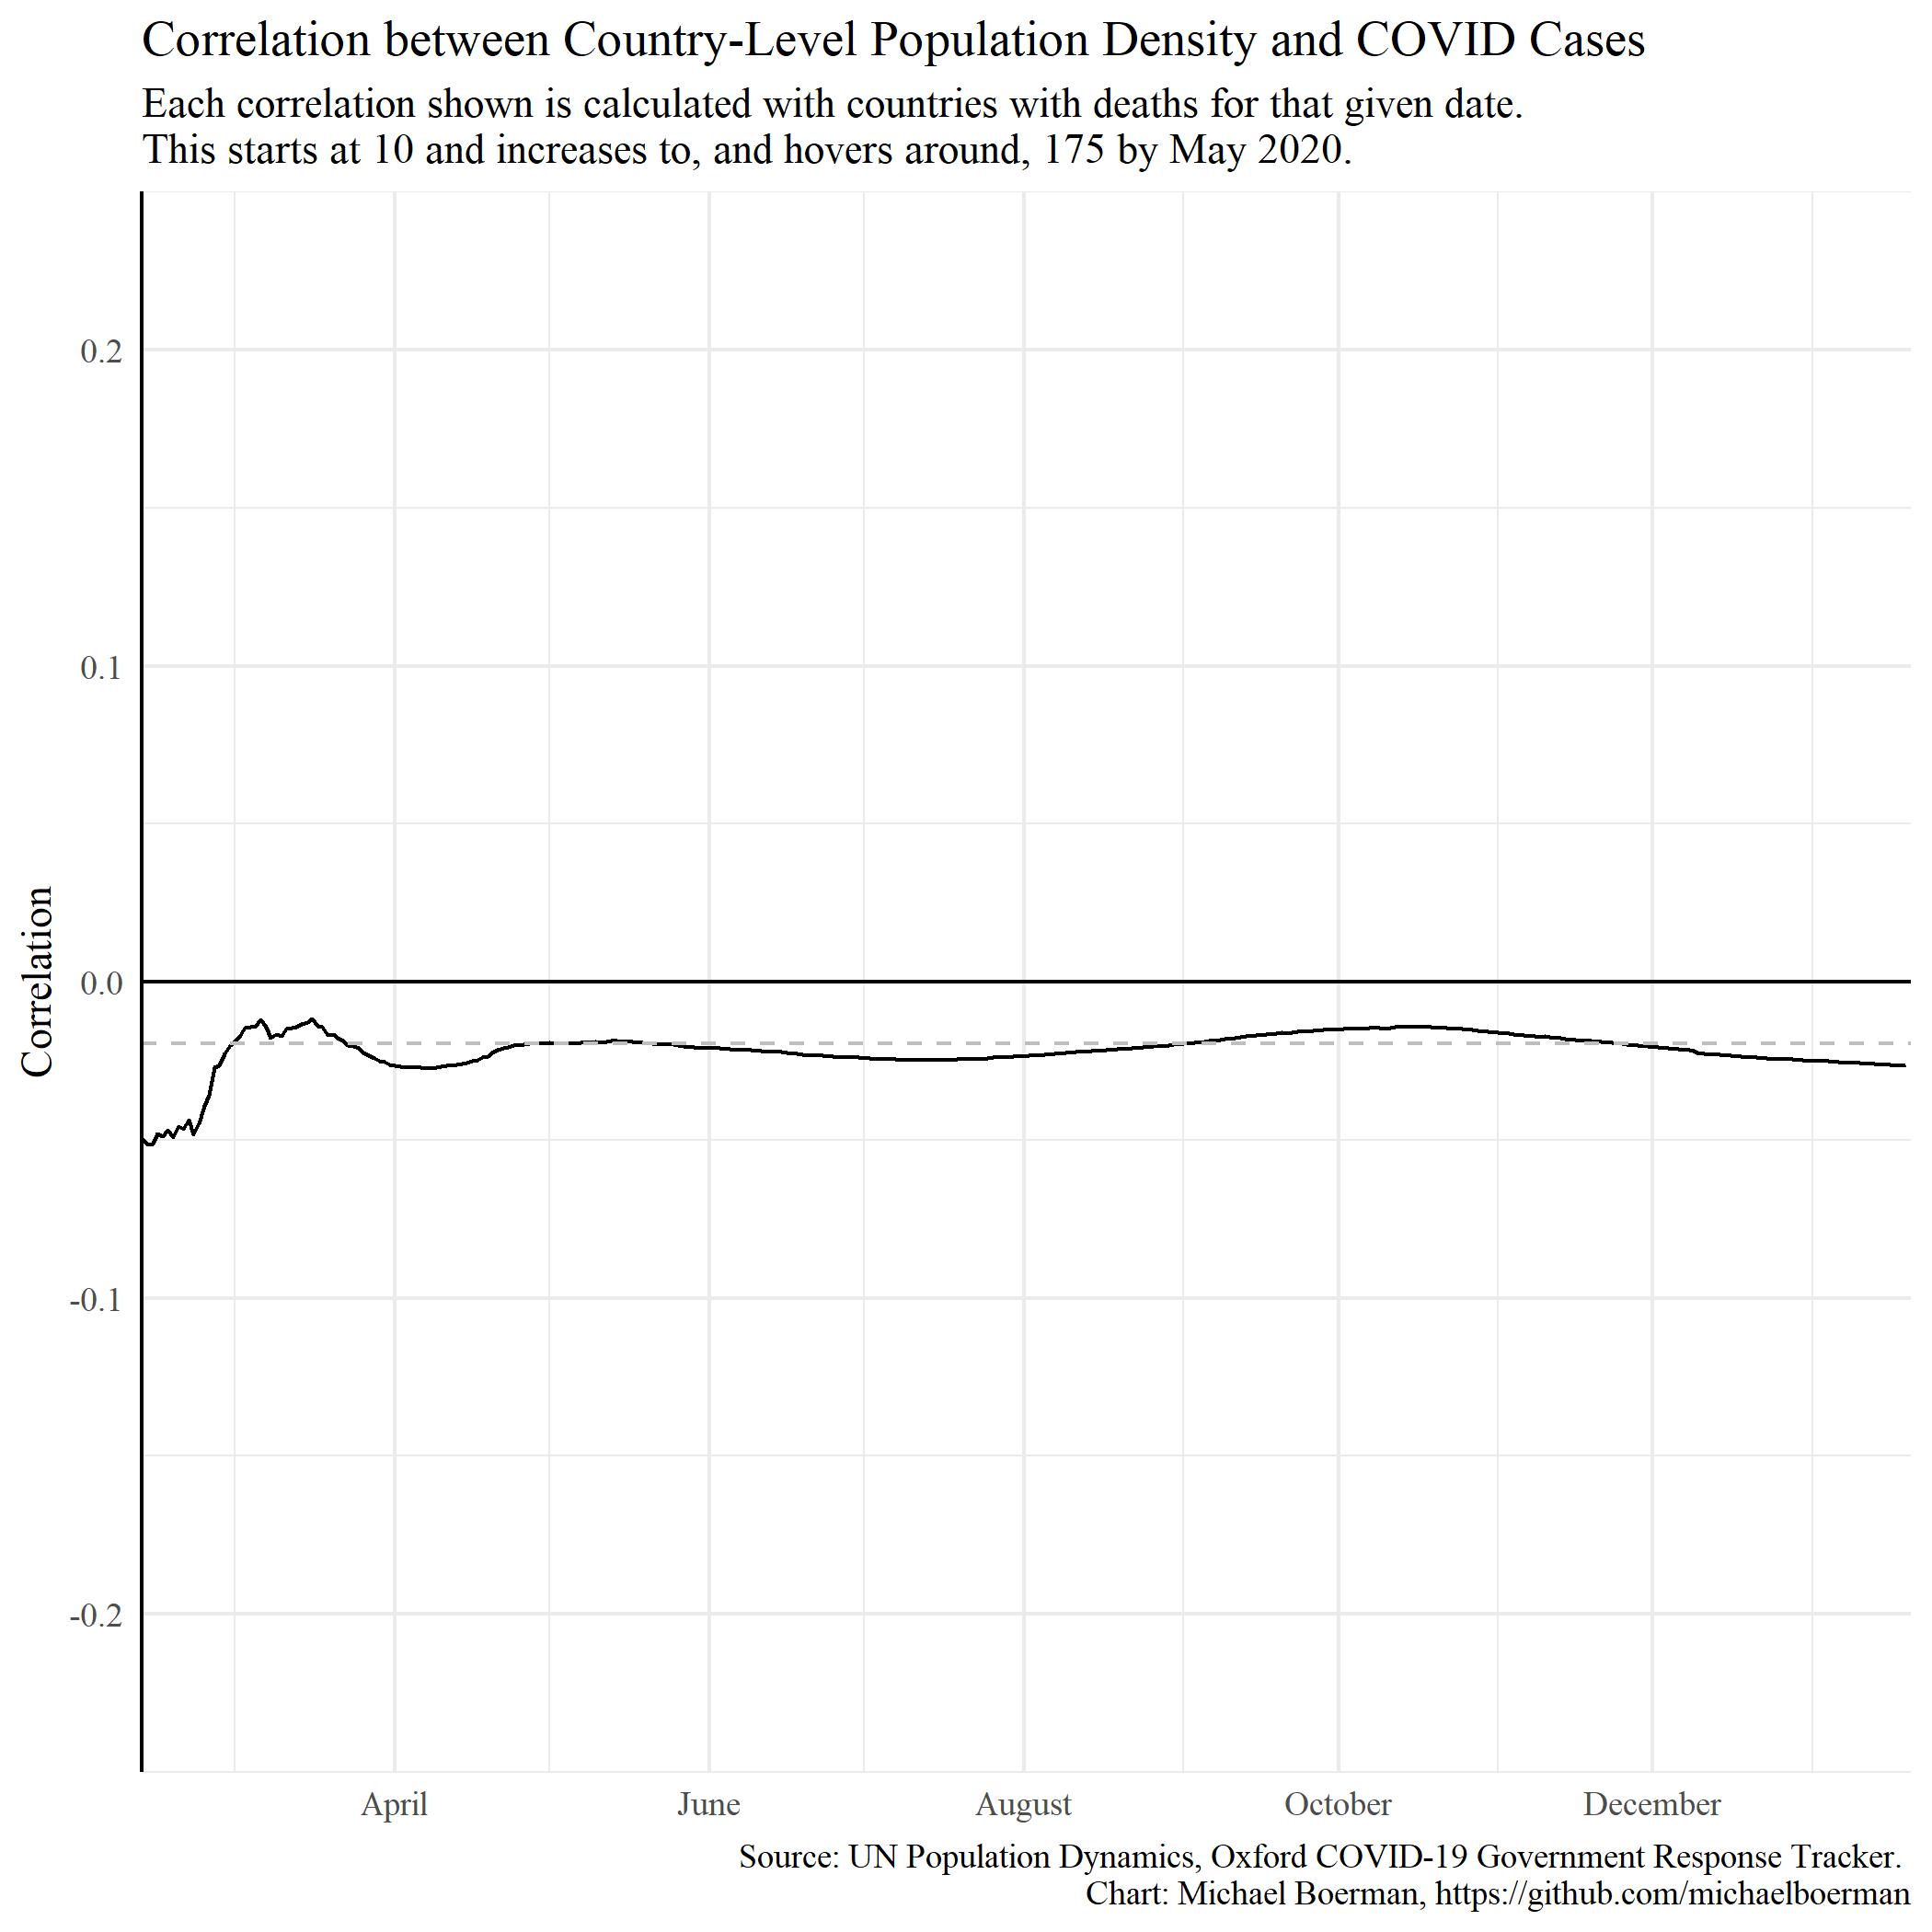 Correlation between Country-Level Population Density and COVID Cases
Each correlation shown is calculated with countries with deaths for that given date.
This starts at 10 and increases to, and hovers around, 175 by May 2020.
Correlation
0.2
0.1
0.0
-0.1
-0.2
April June August October December
Source: UN Population Dynamics, Oxford COVID-19 Government Response Tracker.
Chart: Michael Boerman, https://github.com/michaelboerman